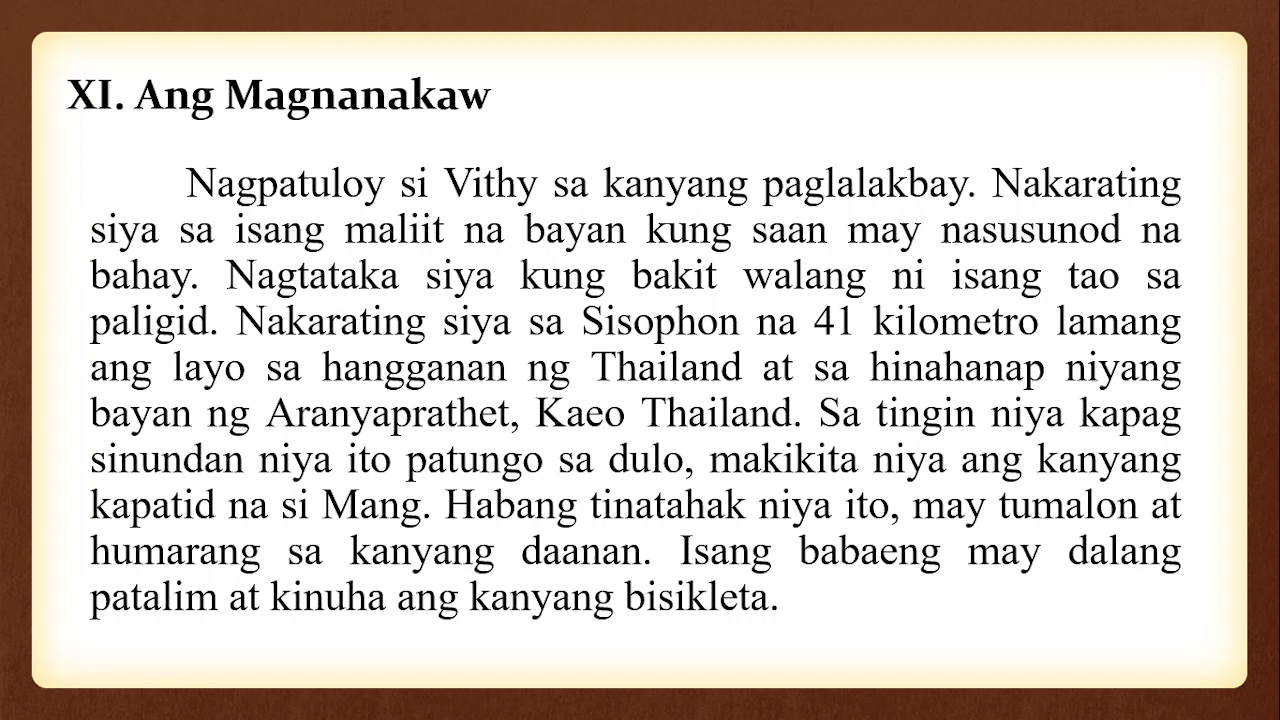 XI. Ang Magnanakaw
Nagpatuloy si Vithy sa kanyang paglalakbay. Nakarating
siya sa isang maliit na bayan kung saan may nasusunod na
bahay. Nagtataka siya kung bakit walang ni isang tao sa
paligid. Nakarating siya sa Sisophon na 41 kilometro lamang
ang layo sa hangganan ng Thailand at sa hinahanap niyang
bayan ng Aranyaprathet, Kaeo Thailand. Sa tingin niya kapag
sinundan niya ito patungo sa dulo, makikita niya ang kanyang
kapatid na si Mang. Habang tinatahak niya ito, may tumalon at
humarang sa kanyang daanan. Isang babaeng may dalang
patalim at kinuha ang kanyang bisikleta.